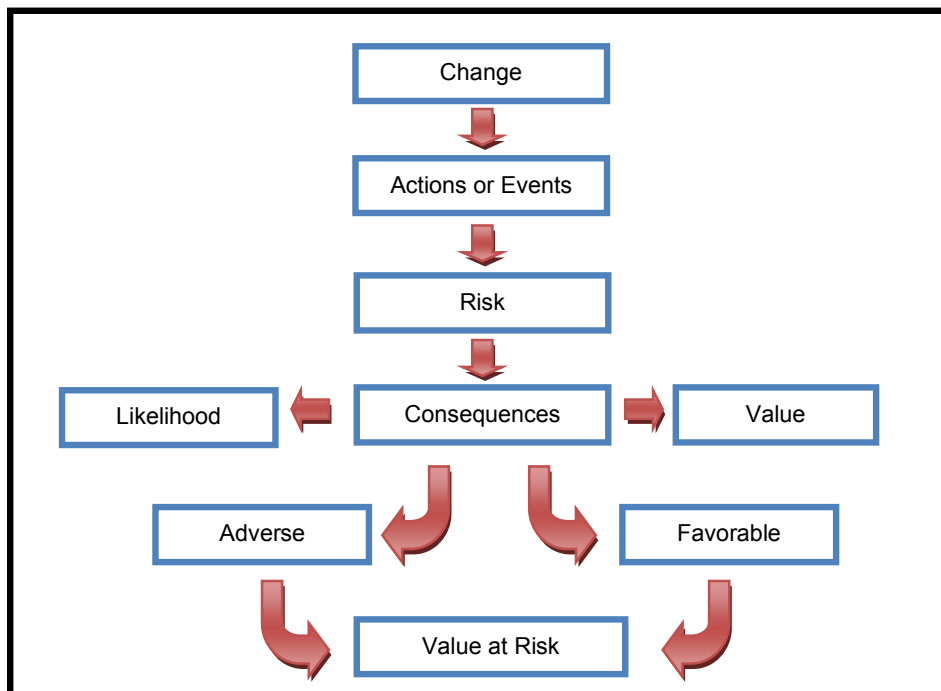 Change
Actions or Events
Risk
Likelihood
Consequences
Value
Adverse
Favorable
Value at Risk